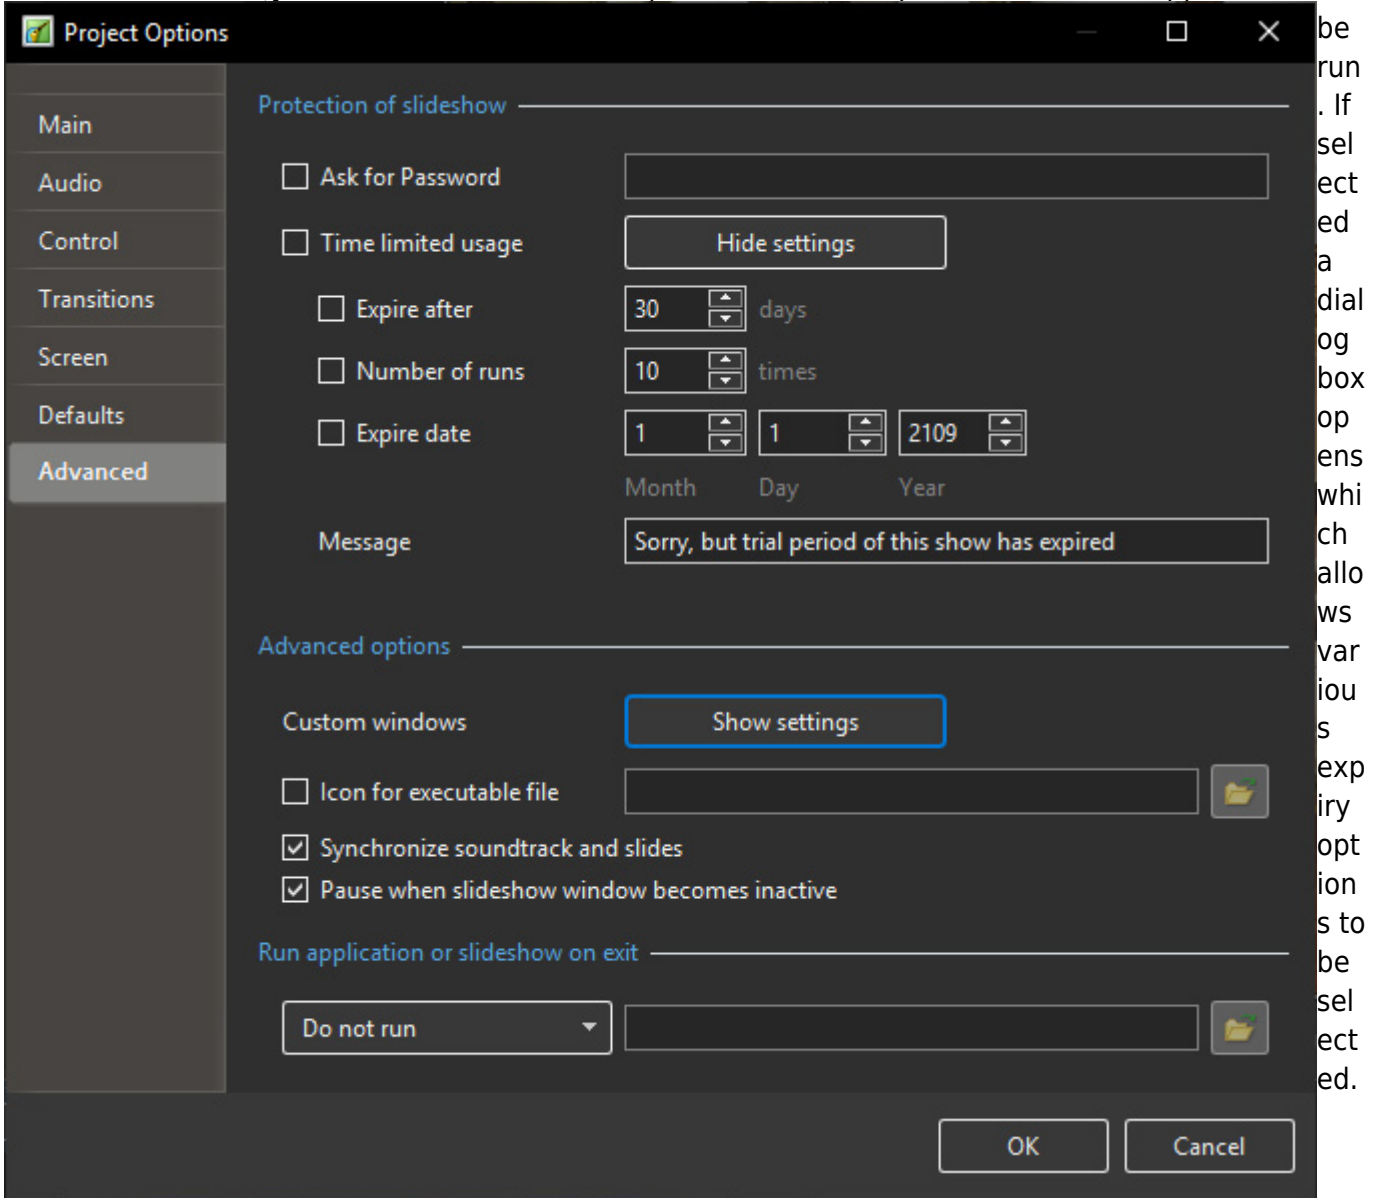 Project Options
Main
Audio
Control
Transitions
Screen
Defaults
Advanced
Protection of slideshow
Ask for Password
Time limited usage
Hide settings
Expire after
30
days
Number of runs
10
times
Expire date
1
1
2109
Month
Day
Year
Message
Sorry, but trial period of this show has expired
Advanced options
Custom windows
Show settings
Icon for executable file
Synchronize soundtrack and slides
Pause when slideshow window becomes inactive
Run application or slideshow on exit
Do not run
OK
Cancel
be
run
. If
sel
ect
ed
a
dial
og
box
op
ens
whi
ch
allo
ws
var
iou
s
exp
iry
opt
ion
s to
be
sel
ect
ed.